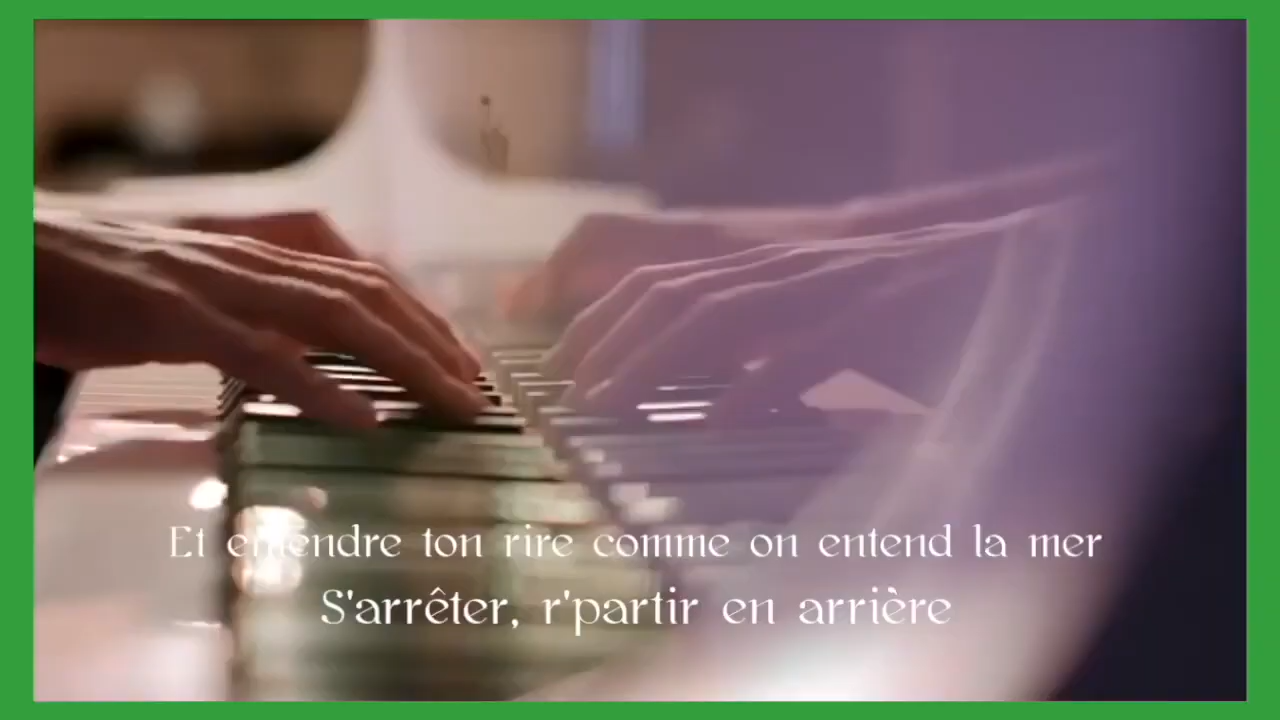 Et entendre ton rire comme on entend la mer
S'arrêter, r'partir en arrière